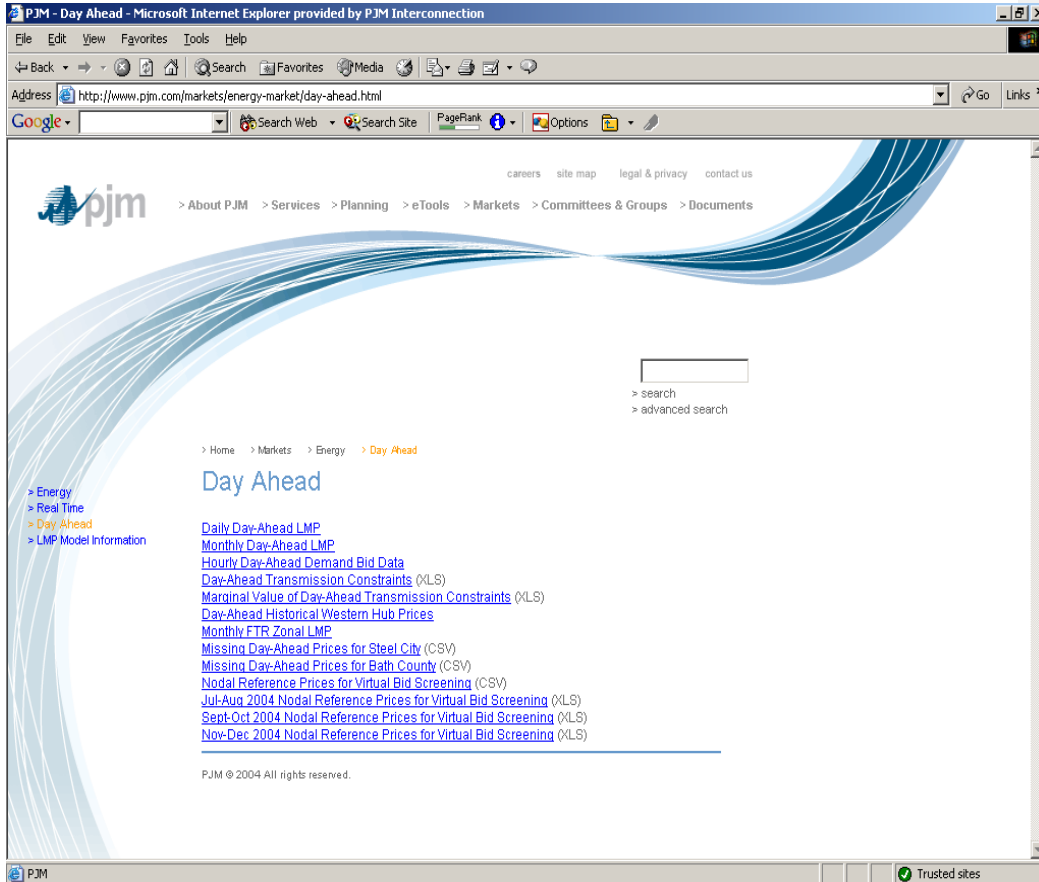 PJM - Day Ahead - Microsoft Internet Explorer provided by PJM Interconnection
File Edit View Favorites Tools Help
Back Search Favorites Media
Address http://www.pjm.com/markets/energy-market/day-ahead.html Go Links
Google Search Web Search Site PageRank Options
careers site map legal & privacy contact us
pjm
> About PJM > Services > Planning > eTools > Markets > Committees & Groups > Documents
> search
> advanced search
> Home > Markets > Energy > Day Ahead
Day Ahead
> Energy
> Real Time
> Day Ahead
> LMP Model Information
Daily Day-Ahead LMP
Monthly Day-Ahead LMP
Hourly Day-Ahead Demand Bid Data
Day-Ahead Transmission Constraints (XLS)
Marginal Value of Day-Ahead Transmission Constraints (XLS)
Day-Ahead Historical Western Hub Prices
Monthly FTR Zonal LMP
Missing Day-Ahead Prices for Steel City (CSV)
Missing Day-Ahead Prices for Bath County (CSV)
Nodal Reference Prices for Virtual Bid Screening (CSV)
Jul-Aug 2004 Nodal Reference Prices for Virtual Bid Screening (XLS)
Sept-Oct 2004 Nodal Reference Prices for Virtual Bid Screening (XLS)
Nov-Dec 2004 Nodal Reference Prices for Virtual Bid Screening (XLS)
PJM © 2004 All rights reserved.
PJM Trusted sites